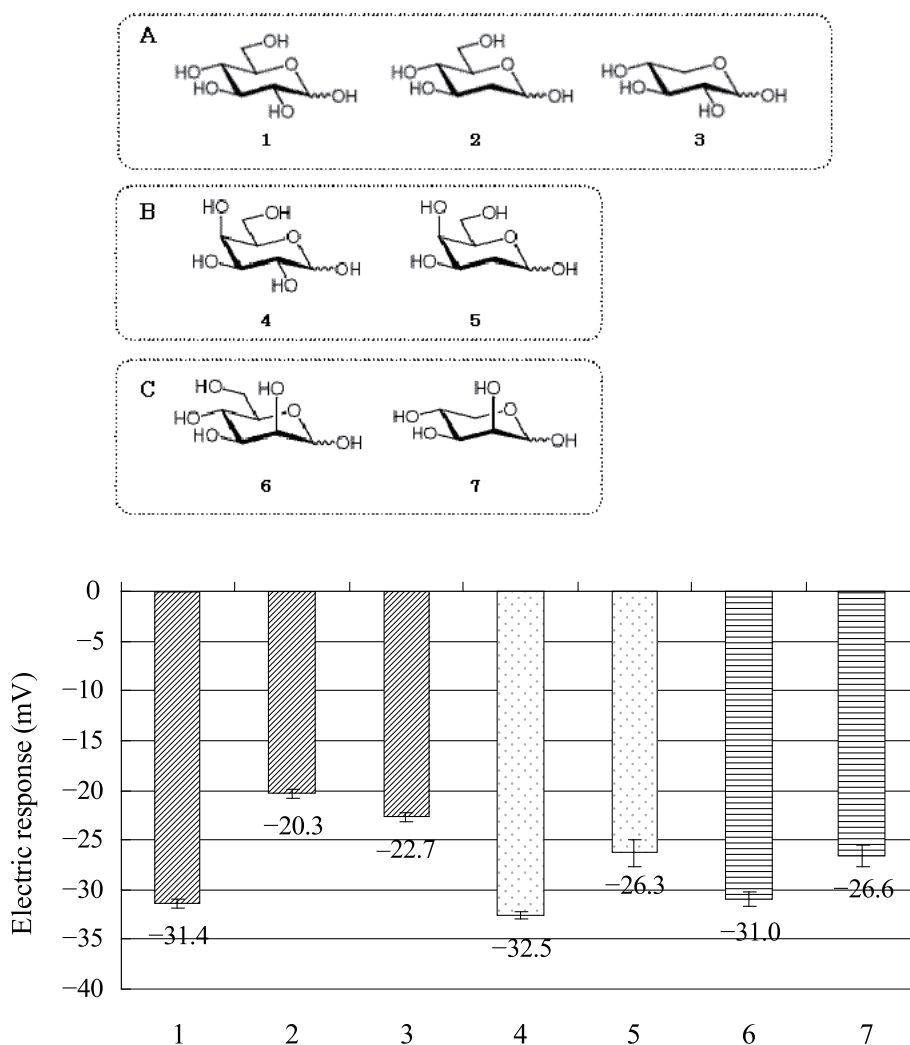 A
OH
HO
O
HO
HO
OH
1
OH
HO
O
HO
OH
2
HO
O
HO
HO
OH
3
B
HO
OH
O
HO
HO
OH
4
HO
OH
O
HO
OH
5
C
HO
HO
HO
O
HO
OH
6
HO
HO
O
HO
OH
7
Electric response (mV)
0
−5
−10
−15
−20
−25
−30
−35
−40
−31.4
−20.3
−22.7
−32.5
−26.3
−31.0
−26.6
1 2 3 4 5 6 7